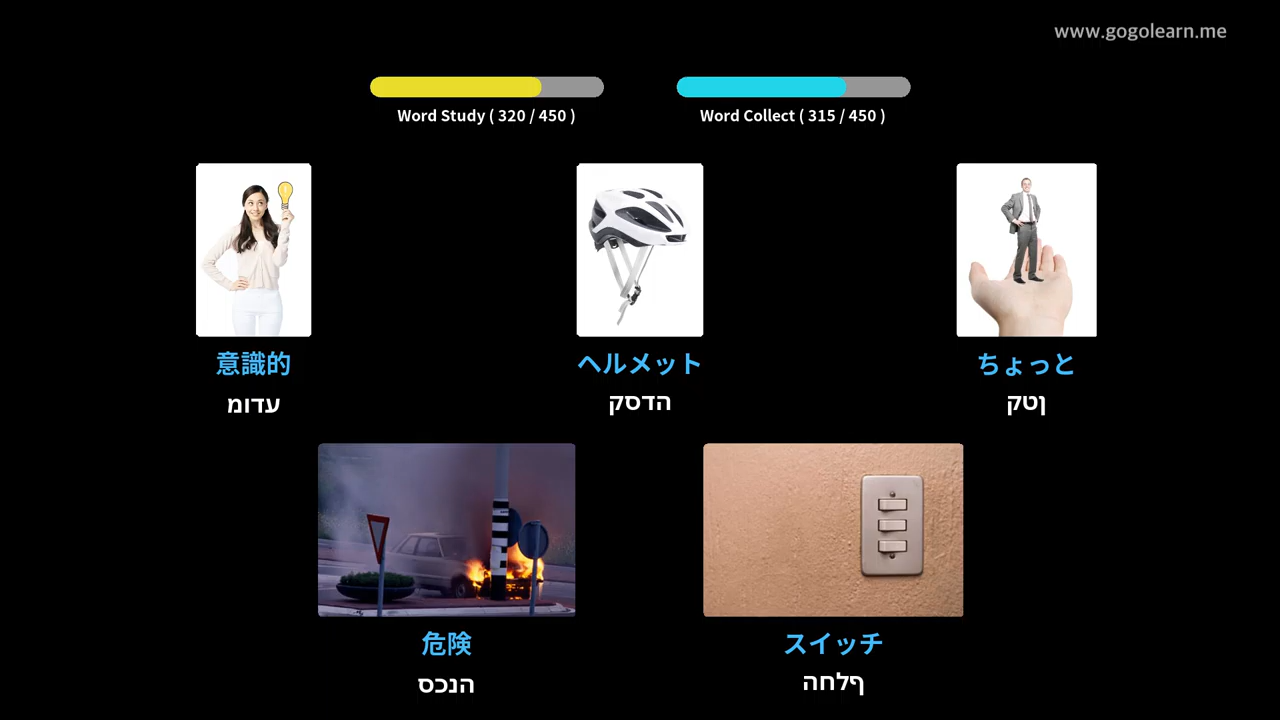 www.gogolearn.me
Word Study ( 320 / 450 )
Word Collect ( 315 / 450 )
意識的
עדומ
ヘルメット
הדסק
ちょっと
ןטק
危険
הנכס
スイッチ
ףלחה